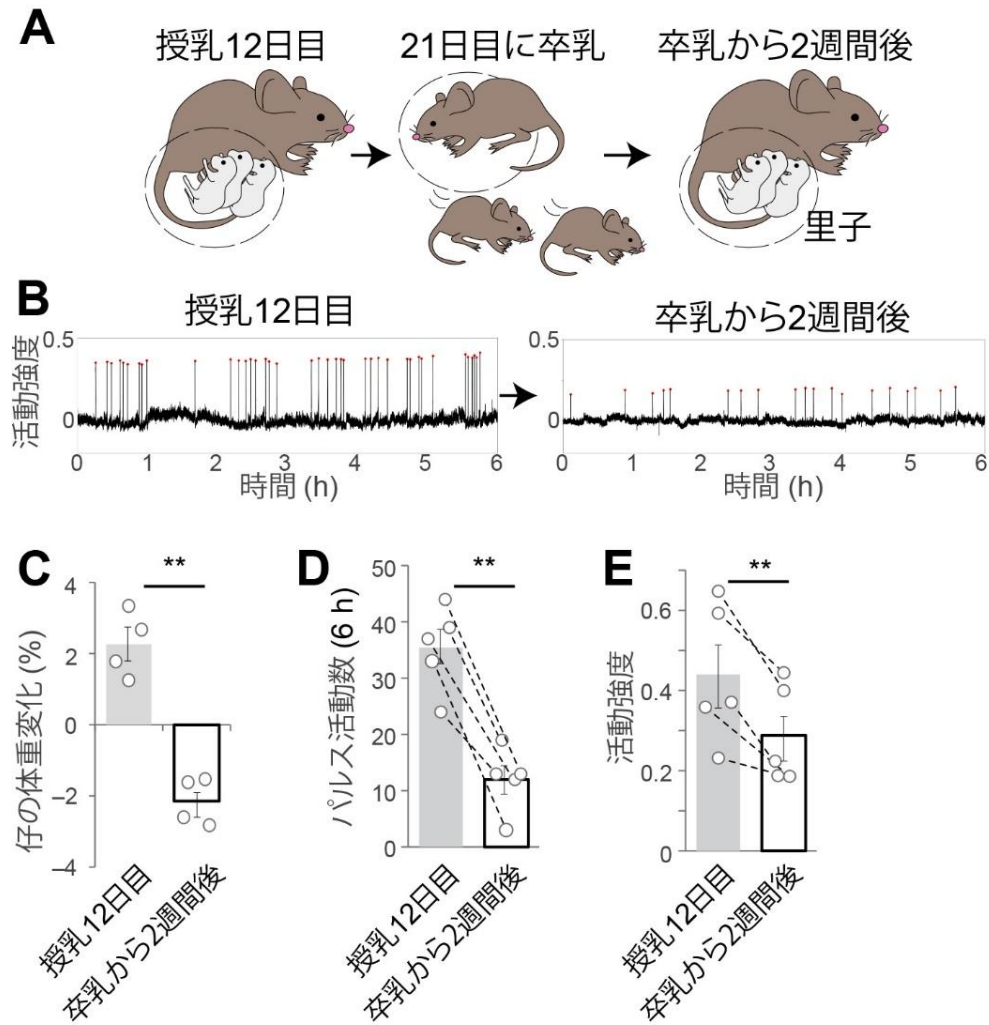 A
授乳12日目
21日目に卒乳
卒乳から2週間後
里子
B
授乳12日目
卒乳から2週間後
活動強度
0.5
0
0 1 2 3 4 5 6
時間 (h)
0.5
0
0 1 2 3 4 5 6
時間 (h)
C
**
仔の体重変化 (%)
4
2
0
−2
−4
授乳12日目
卒乳から2週間後
D
**
パルス活動数 (6 h)
50
40
30
20
10
0
授乳12日目
卒乳から2週間後
E
**
活動強度
0.6
0.4
0.2
0
授乳12日目
卒乳から2週間後